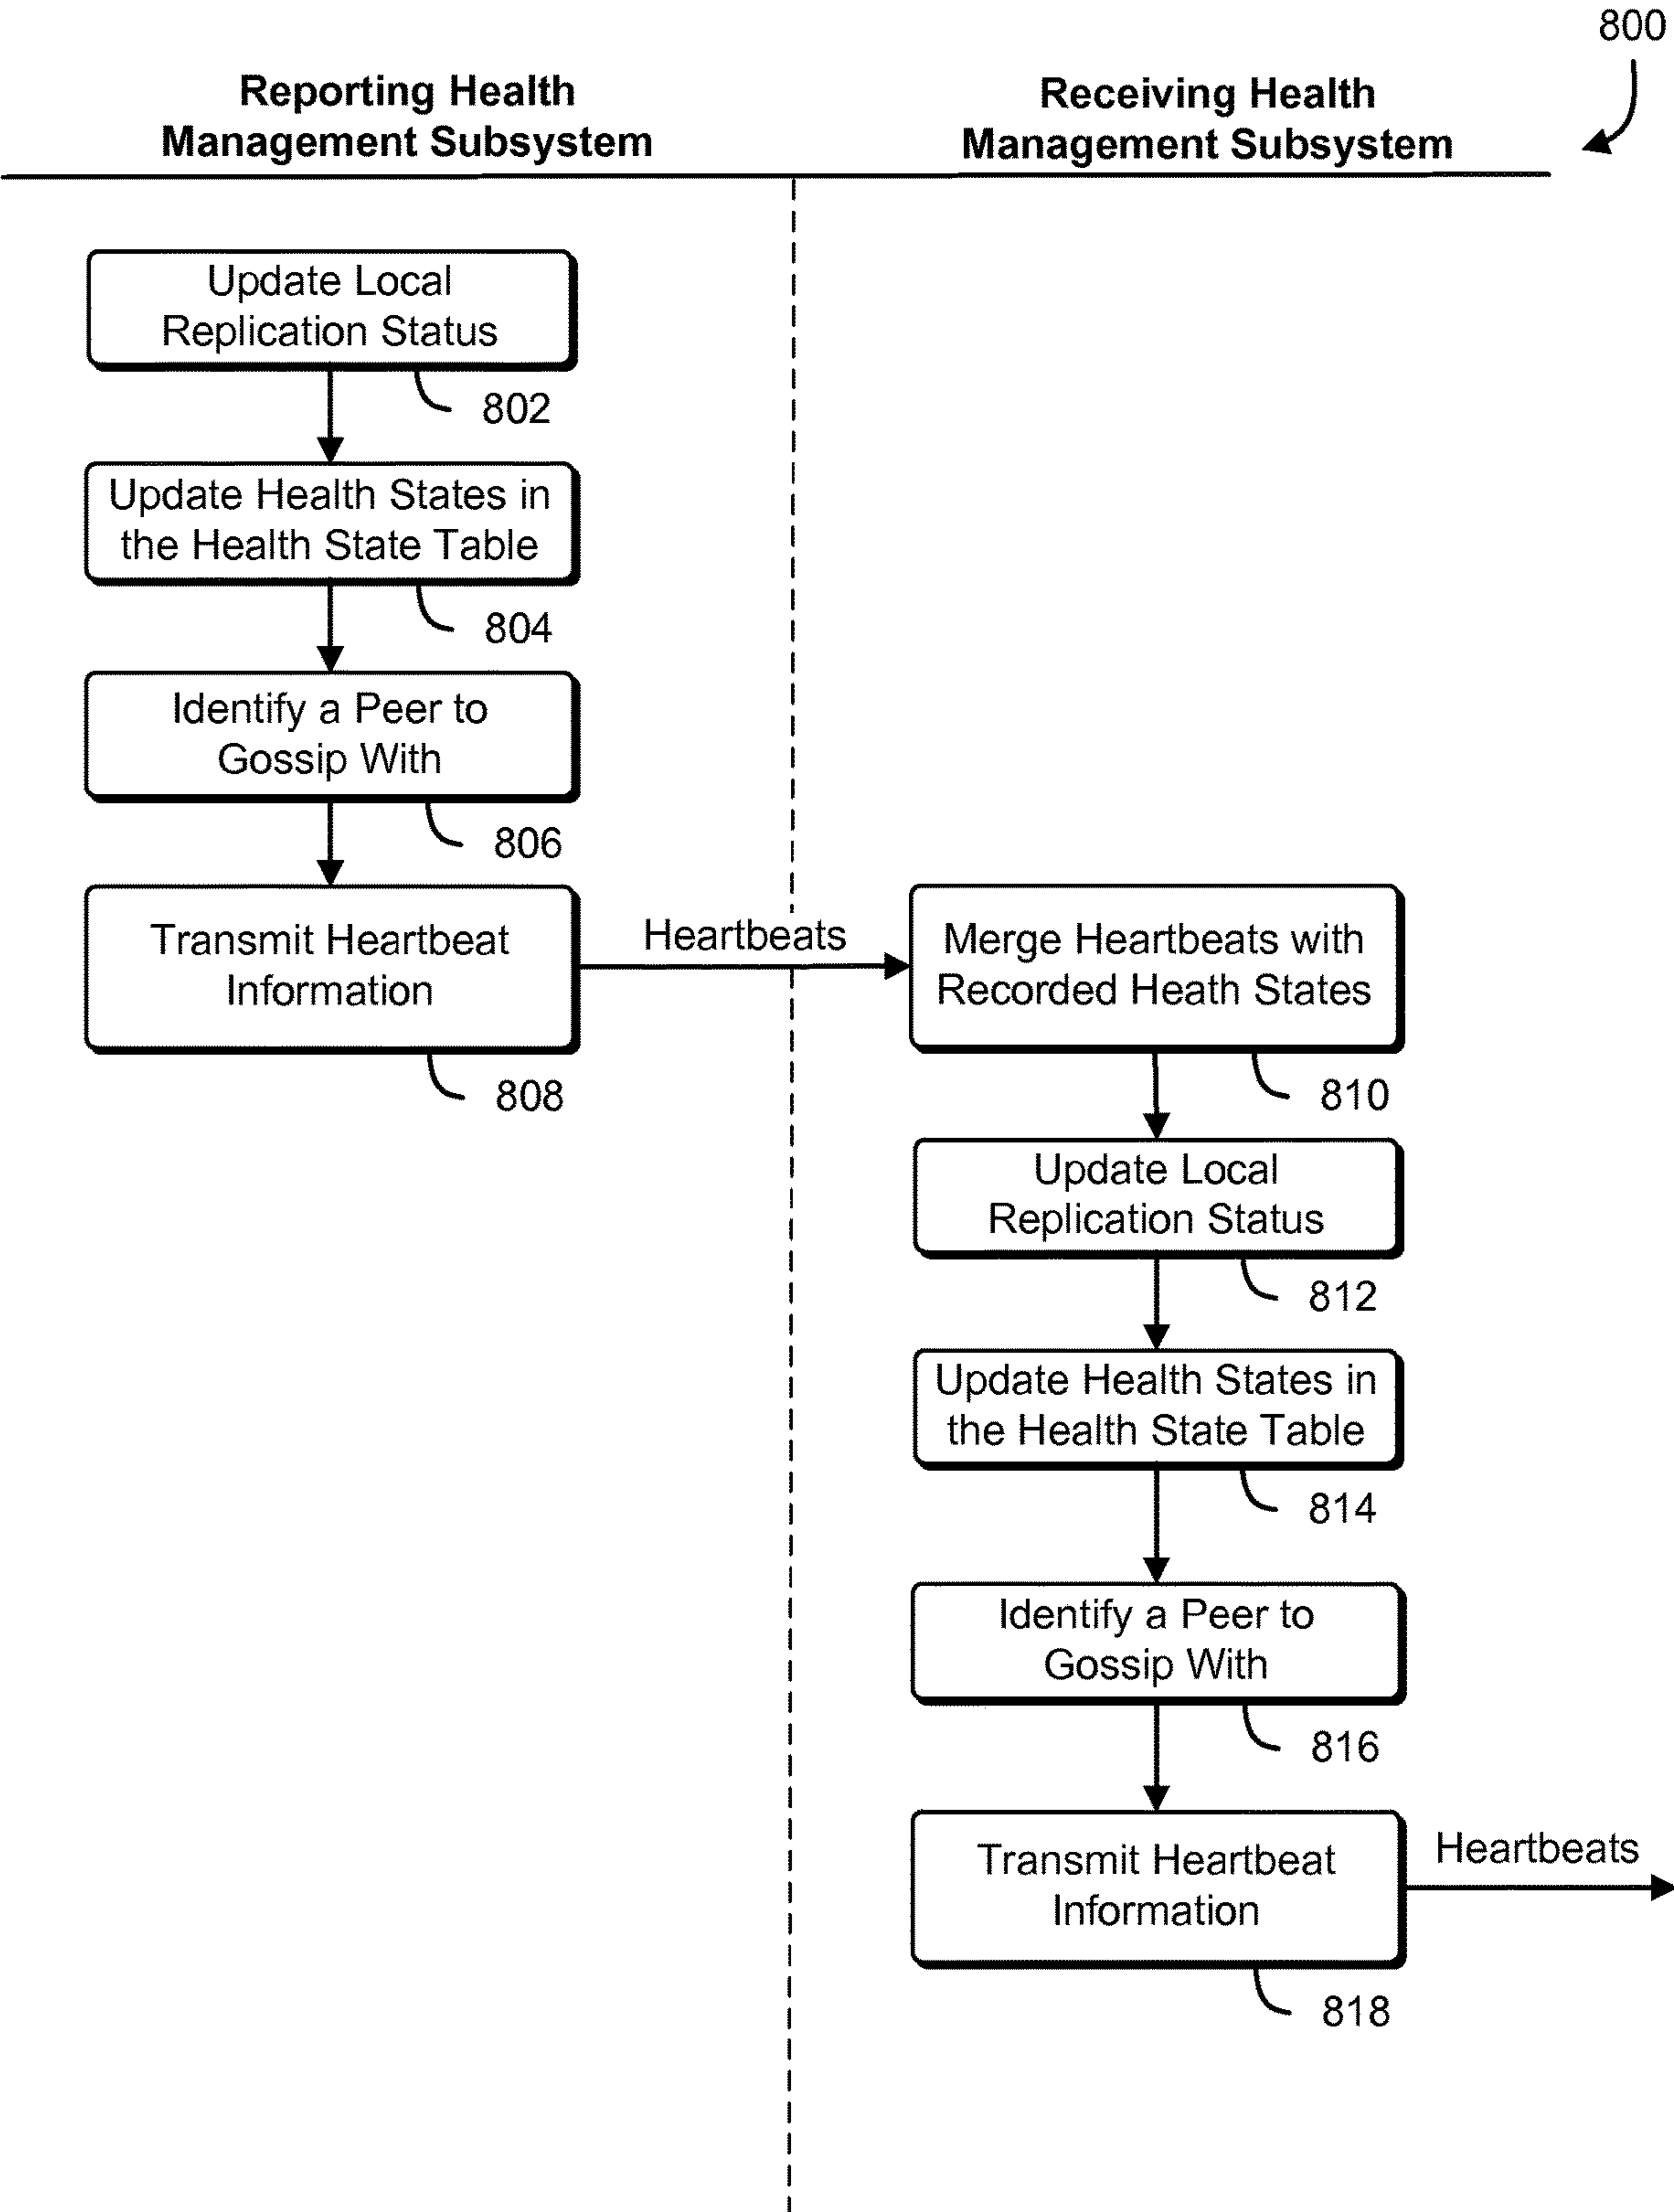 800
Reporting Health
Management Subsystem
Receiving Health
Management Subsystem
Update Local
Replication Status
802
Update Health States in
the Health State Table
804
Identify a Peer to
Gossip With
806
Transmit Heartbeat
Information
808
Heartbeats
Merge Heartbeats with
Recorded Heath States
810
Update Local
Replication Status
812
Update Health States in
the Health State Table
814
Identify a Peer to
Gossip With
816
Transmit Heartbeat
Information
818
Heartbeats